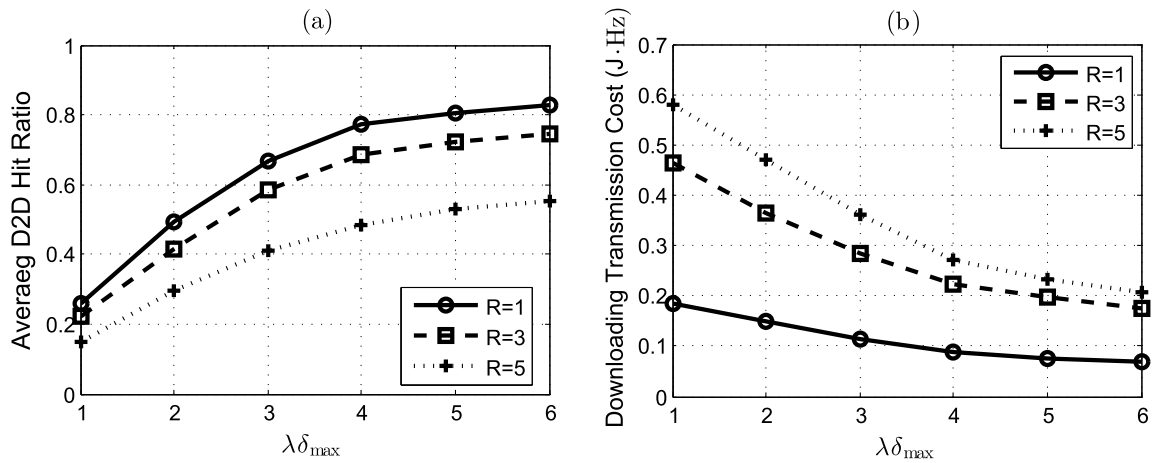 (a)
Averaeg D2D Hit Ratio
1
0.8
0.6
0.4
0.2
0
1 2 3 4 5 6
λδmax
R=1
R=3
R=5
(b)
Downloading Transmission Cost (J·Hz)
0.7
0.6
0.5
0.4
0.3
0.2
0.1
0
1 2 3 4 5 6
λδmax
R=1
R=3
R=5